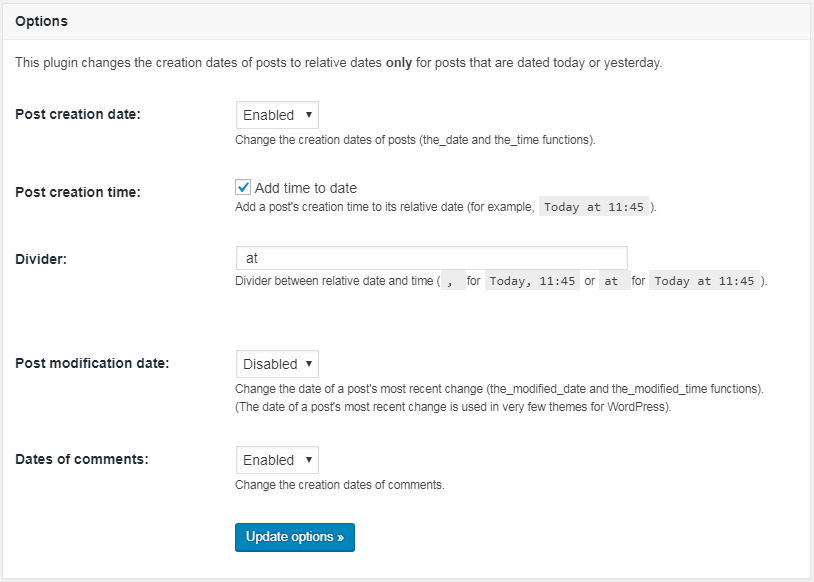 Options
This plugin changes the creation dates of posts to relative dates only for posts that are dated today or yesterday.
Post creation date:
Enabled
Change the creation dates of posts (the_date and the_time functions).
Post creation time:
Add time to date
Add a post's creation time to its relative date (for example, Today at 11:45 ).
Divider:
at
Divider between relative date and time ( , for Today, 11:45 or at for Today at 11:45 ).
Post modification date:
Disabled
Change the date of a post's most recent change (the_modified_date and the_modified_time functions).
(The date of a post's most recent change is used in very few themes for WordPress).
Dates of comments:
Enabled
Change the creation dates of comments.
Update options »